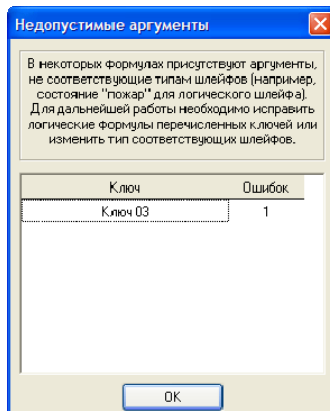 Недопустимые аргументы
В некоторых формулах присутствуют аргументы,
не соответствующие типам шлейфов (например,
состояние "пожар" для логического шлейфа).
Для дальнейшей работы необходимо исправить
логические формулы перечисленных ключей или
изменить тип соответствующих шлейфов.
Ключ Ошибок
Ключ 03 1
OK